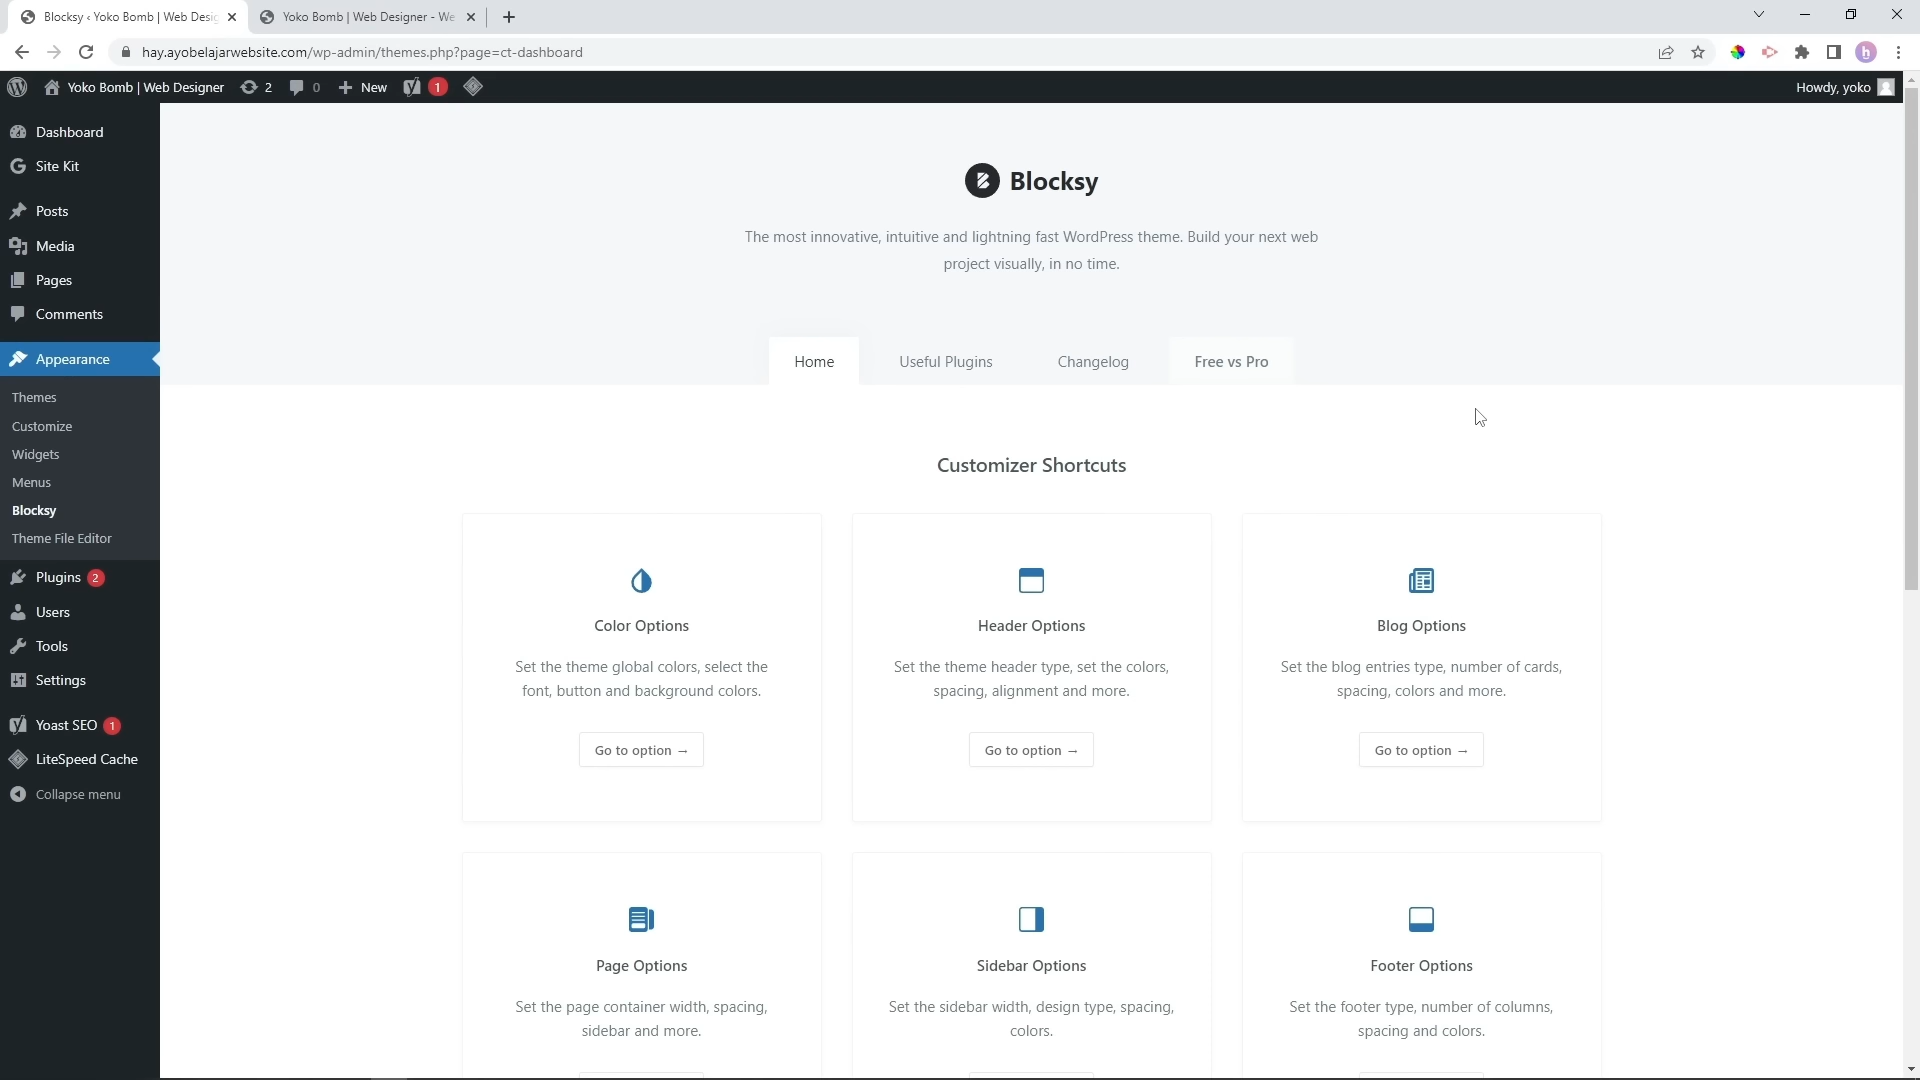 Blocksy ‹ Yoko Bomb | Web Desig
Yoko Bomb | Web Designer - We
hay.ayobelajarwebsite.com/wp-admin/themes.php?page=ct-dashboard
h
Yoko Bomb | Web Designer
2
0
New
1
Howdy, yoko
Dashboard
Site Kit
Posts
Media
Pages
Comments
Appearance
Themes
Customize
Widgets
Menus
Blocksy
Theme File Editor
Plugins 2
Users
Tools
Settings
Yoast SEO 1
LiteSpeed Cache
Collapse menu
Blocksy
The most innovative, intuitive and lightning fast WordPress theme. Build your next web
project visually, in no time.
Home
Useful Plugins
Changelog
Free vs Pro
Customizer Shortcuts
Color Options
Set the theme global colors, select the
font, button and background colors.
Go to option →
Header Options
Set the theme header type, set the colors,
spacing, alignment and more.
Go to option →
Blog Options
Set the blog entries type, number of cards,
spacing, colors and more.
Go to option →
Page Options
Set the page container width, spacing,
sidebar and more.
Sidebar Options
Set the sidebar width, design type, spacing,
colors.
Footer Options
Set the footer type, number of columns,
spacing and colors.